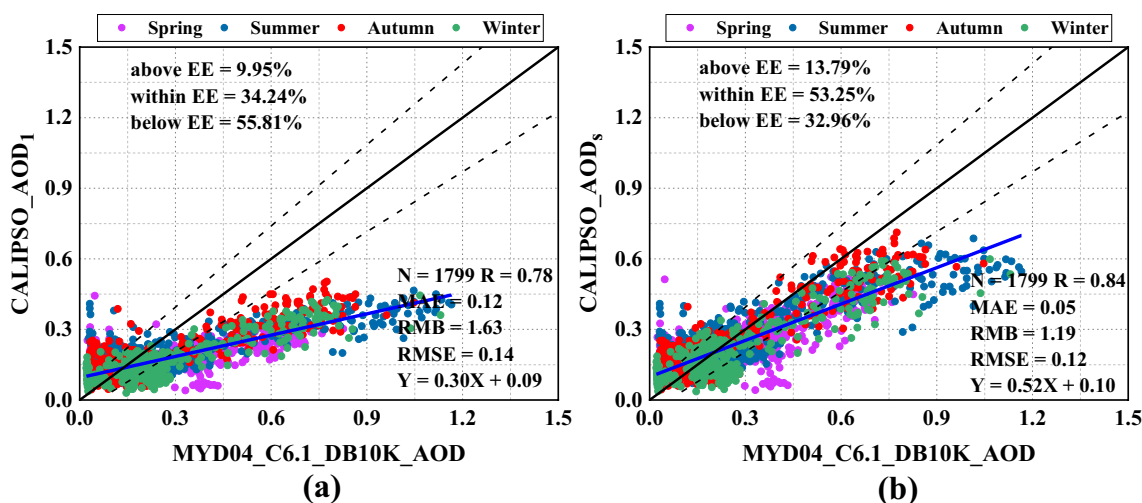 Spring Summer Autumn Winter
1.5
1.2
0.9
0.6
0.3
0.0
CALIPSO_AOD1
above EE = 9.95%
within EE = 34.24%
below EE = 55.81%
N = 1799 R = 0.78
MAE = 0.12
RMB = 1.63
RMSE = 0.14
Y = 0.30X + 0.09
0.0 0.3 0.6 0.9 1.2 1.5
MYD04_C6.1_DB10K_AOD
(a)
Spring Summer Autumn Winter
1.5
1.2
0.9
0.6
0.3
0.0
CALIPSO_AODs
above EE = 13.79%
within EE = 53.25%
below EE = 32.96%
N = 1799 R = 0.84
MAE = 0.05
RMB = 1.19
RMSE = 0.12
Y = 0.52X + 0.10
0.0 0.3 0.6 0.9 1.2 1.5
MYD04_C6.1_DB10K_AOD
(b)